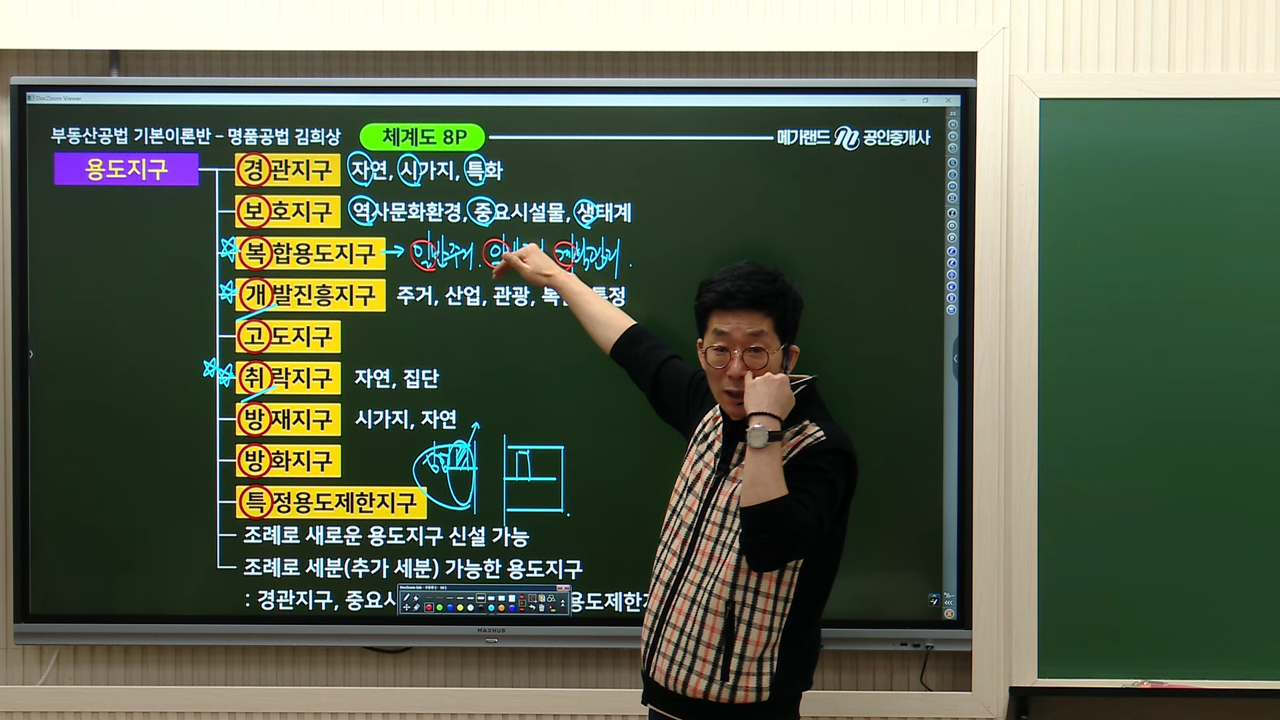 DocZoom Viewer
부동산공법 기본이론반 – 명품공법 김희상 체계도 8P 메가랜드 공인중개사
용도지구
경관지구 자연, 시가지, 특화
보호지구 역사문화환경, 중요시설물, 생태계
복합용도지구 → 일반주거.
개발진흥지구 주거, 산업, 관광, 특정
고도지구
취락지구 자연, 집단
방재지구 시가지, 자연
방화지구
특정용도제한지구
조례로 새로운 용도지구 신설 가능
조례로 세분(추가 세분) 가능한 용도지구
: 경관지구, 중요시
MAXHUB